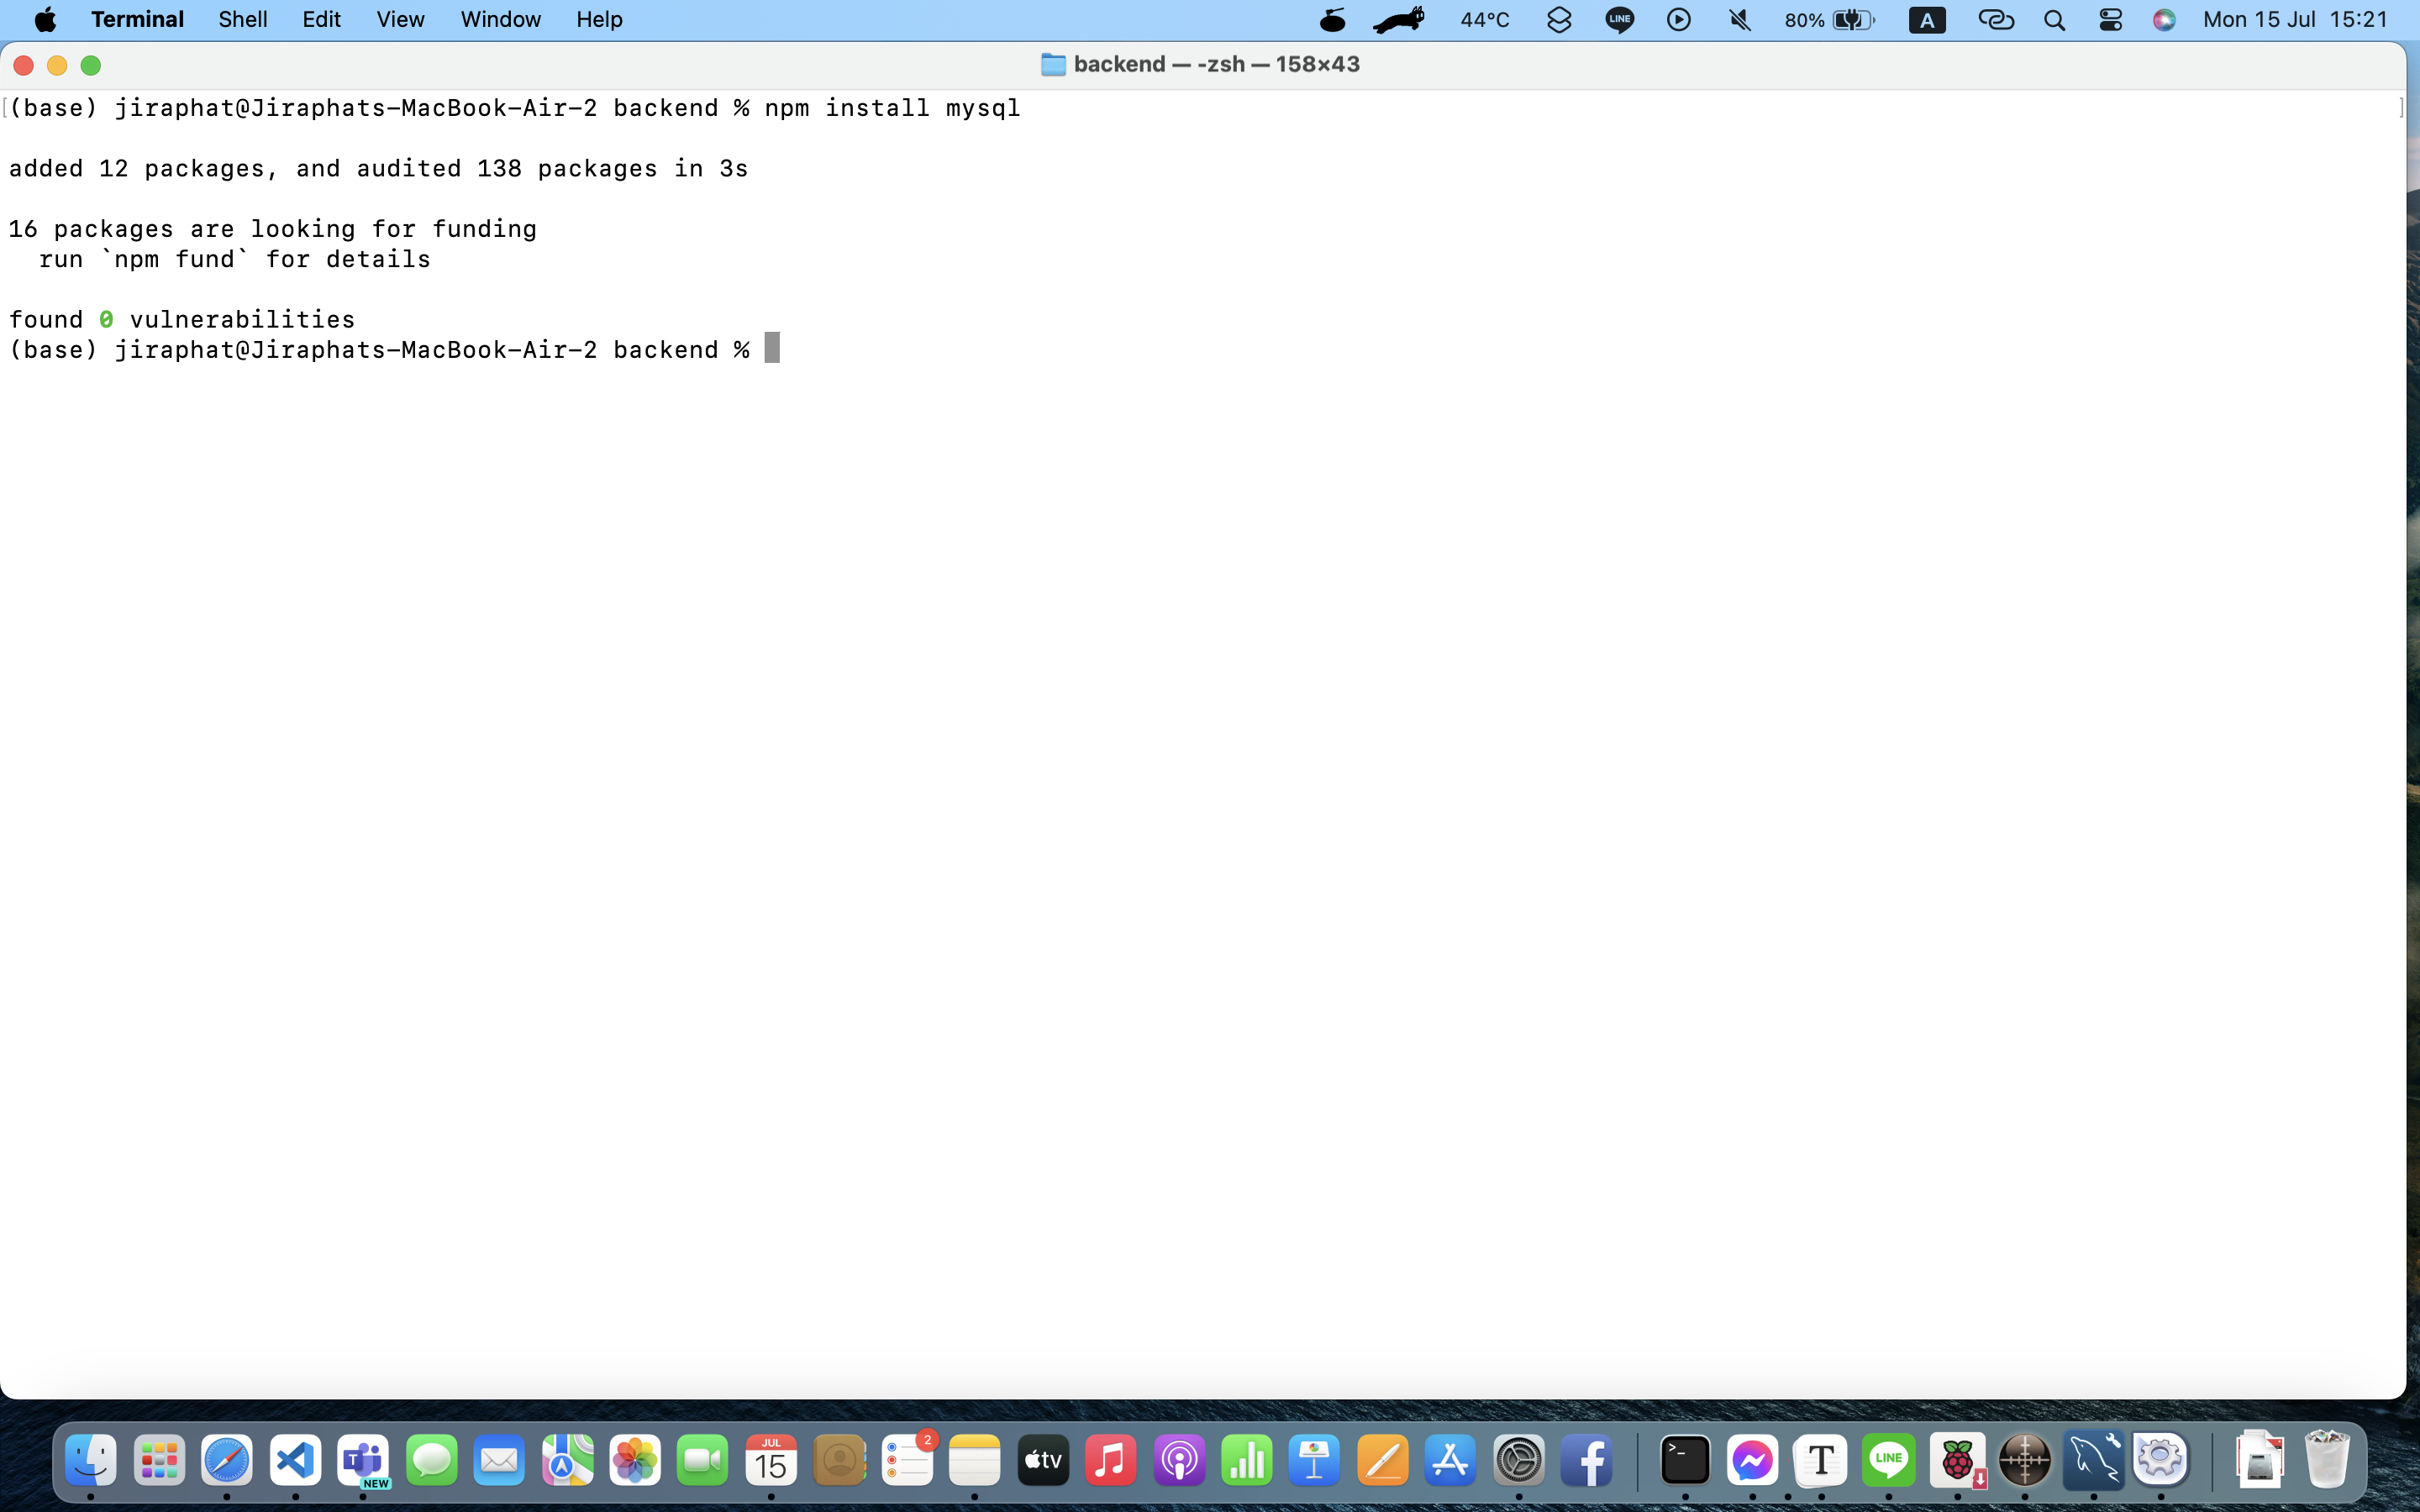 Terminal Shell Edit View Window Help 44°C LINE 80% A Mon 15 Jul 15:21
backend — -zsh — 158×43
(base) jiraphat@Jiraphats-MacBook-Air-2 backend % npm install mysql
added 12 packages, and audited 138 packages in 3s
16 packages are looking for funding
run `npm fund` for details
found 0 vulnerabilities
(base) jiraphat@Jiraphats-MacBook-Air-2 backend %
T NEW JUL 15 2 tv >_ T LINE